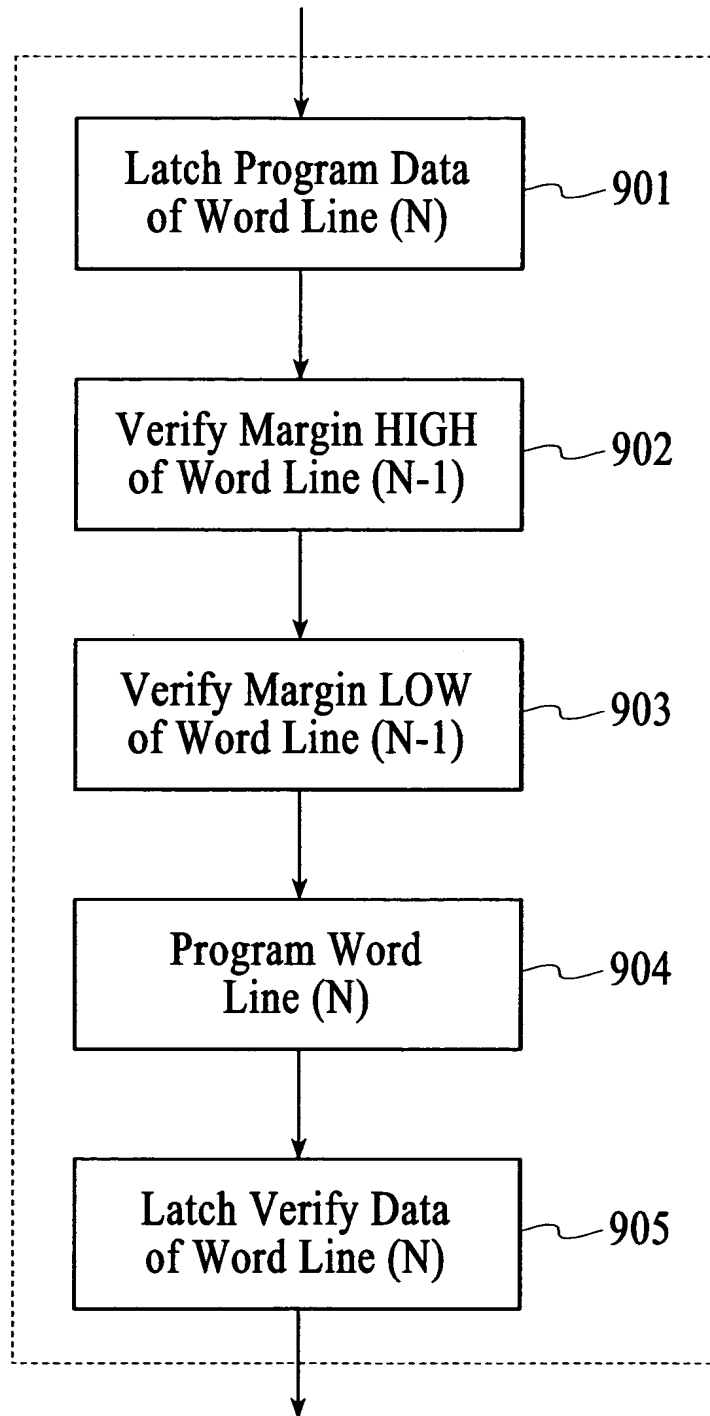 Latch Program Data
of Word Line (N)
901
Verify Margin HIGH
of Word Line (N-1)
902
Verify Margin LOW
of Word Line (N-1)
903
Program Word
Line (N)
904
Latch Verify Data
of Word Line (N)
905